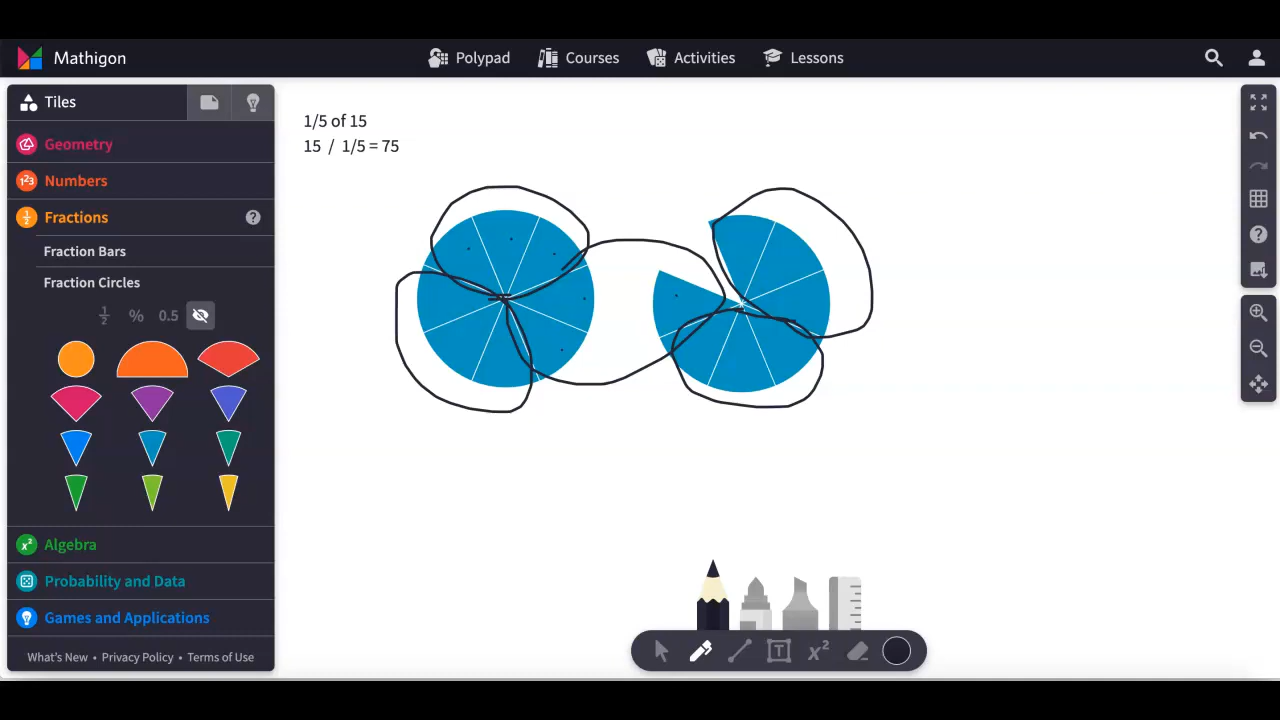 Mathigon
Polypad
Courses
Activities
Lessons
Tiles
Geometry
Numbers
Fractions
?
Fraction Bars
Fraction Circles
1/2 % 0.5
Algebra
Probability and Data
Games and Applications
What's New • Privacy Policy • Terms of Use
1/5 of 15
15 / 1/5 = 75
T
x²
?